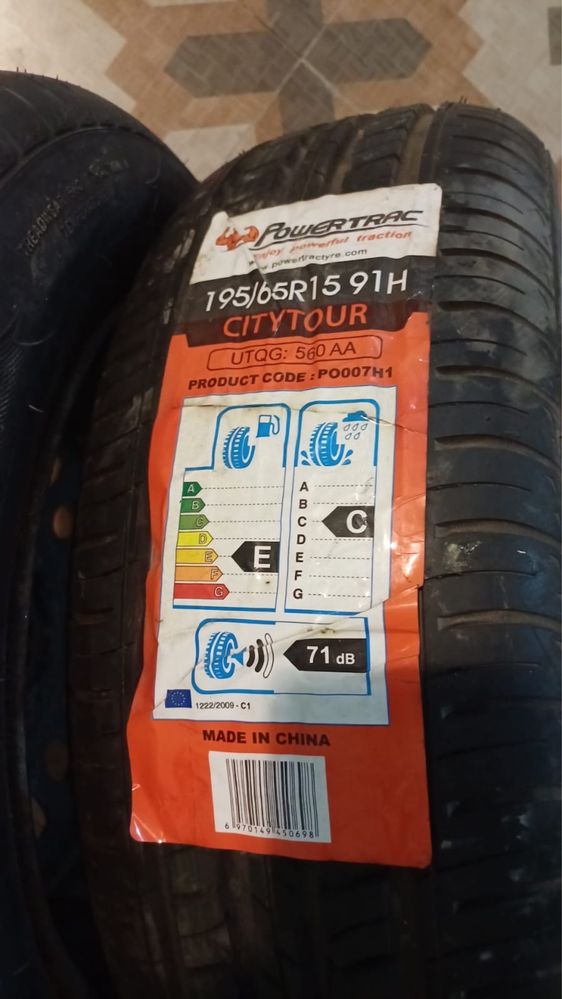 POWERTRAC
Enjoy powerful traction
www.powertractyre.com
195/65R15 91H
CITYTOUR
UTQG: 560 AA
PRODUCT CODE : PO007H1
A
B
C
D
E
F
G
E
A
B
C
D
E
F
G
C
71 dB
1222/2009 - C1
MADE IN CHINA
6 970149 450698